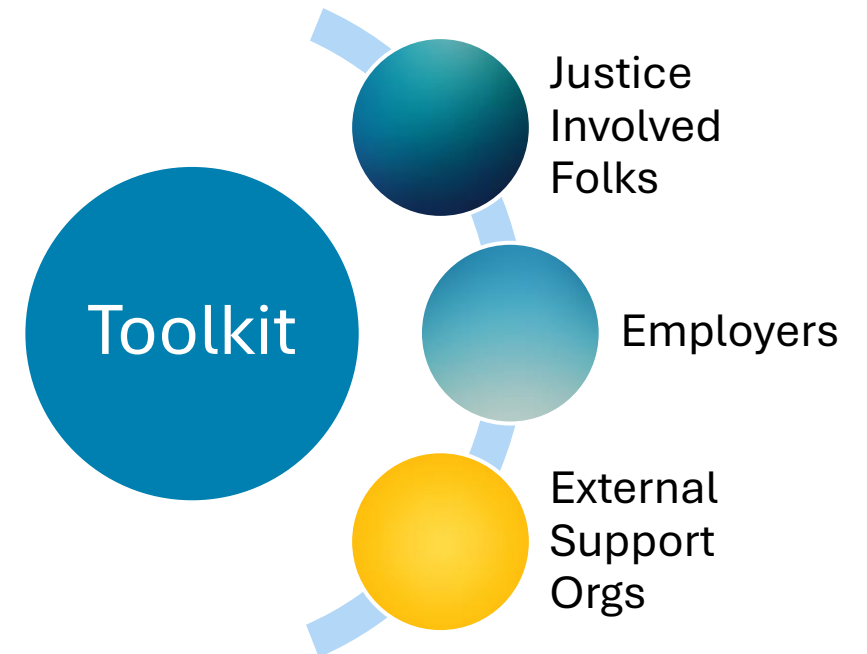 Toolkit
Justice
Involved
Folks
Employers
External
Support
Orgs